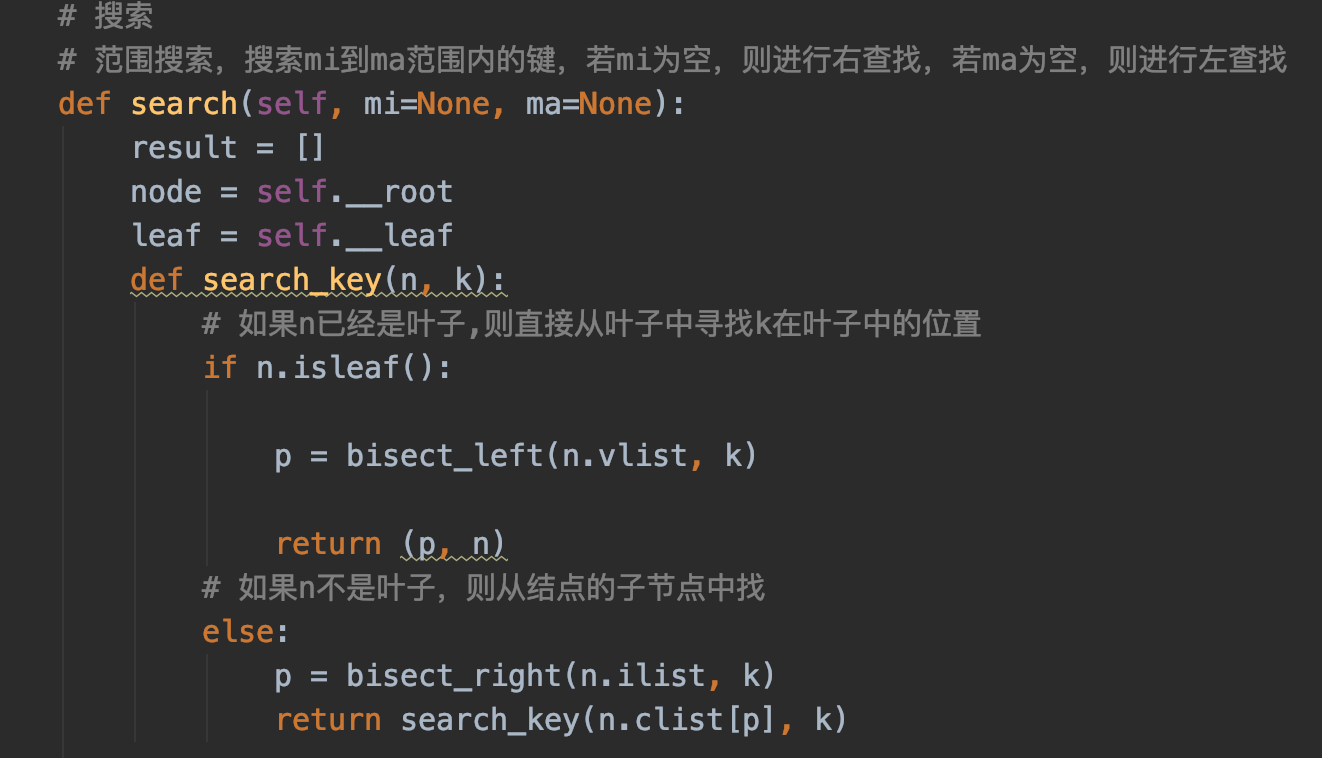 # 搜索
# 范围搜索，搜索mi到ma范围内的键，若mi为空，则进行右查找，若ma为空，则进行左查找
def search(self, mi=None, ma=None):
    result = []
    node = self.__root
    leaf = self.__leaf
    def search_key(n, k):
        # 如果n已经是叶子,则直接从叶子中寻找k在叶子中的位置
        if n.isleaf():
            p = bisect_left(n.vlist, k)
            return (p, n)
        # 如果n不是叶子，则从结点的子节点中找
        else:
            p = bisect_right(n.ilist, k)
            return search_key(n.clist[p], k)